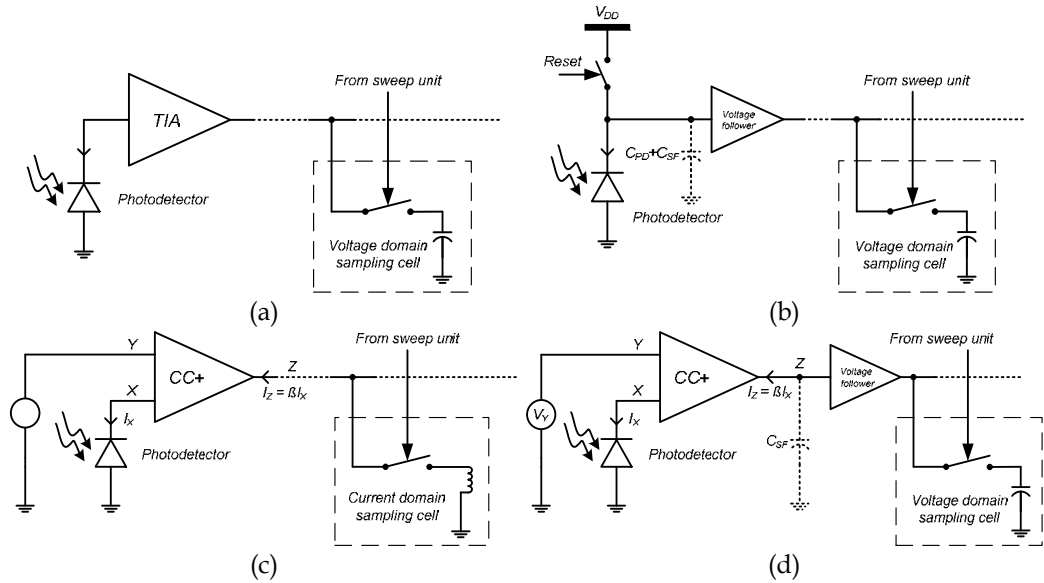 From sweep unit
TIA
Photodetector
Voltage domain
sampling cell
(a)
V_DD
Reset
From sweep unit
Voltage
follower
C_PD+C_SF
Photodetector
Voltage domain
sampling cell
(b)
From sweep unit
Y
CC+
Z
X
I_Z = ßI_X
I_X
Photodetector
Current domain
sampling cell
(c)
From sweep unit
Y
CC+
Z
Voltage
follower
X
I_Z = ßI_X
V_Y
I_X
C_SF
Photodetector
Voltage domain
sampling cell
(d)